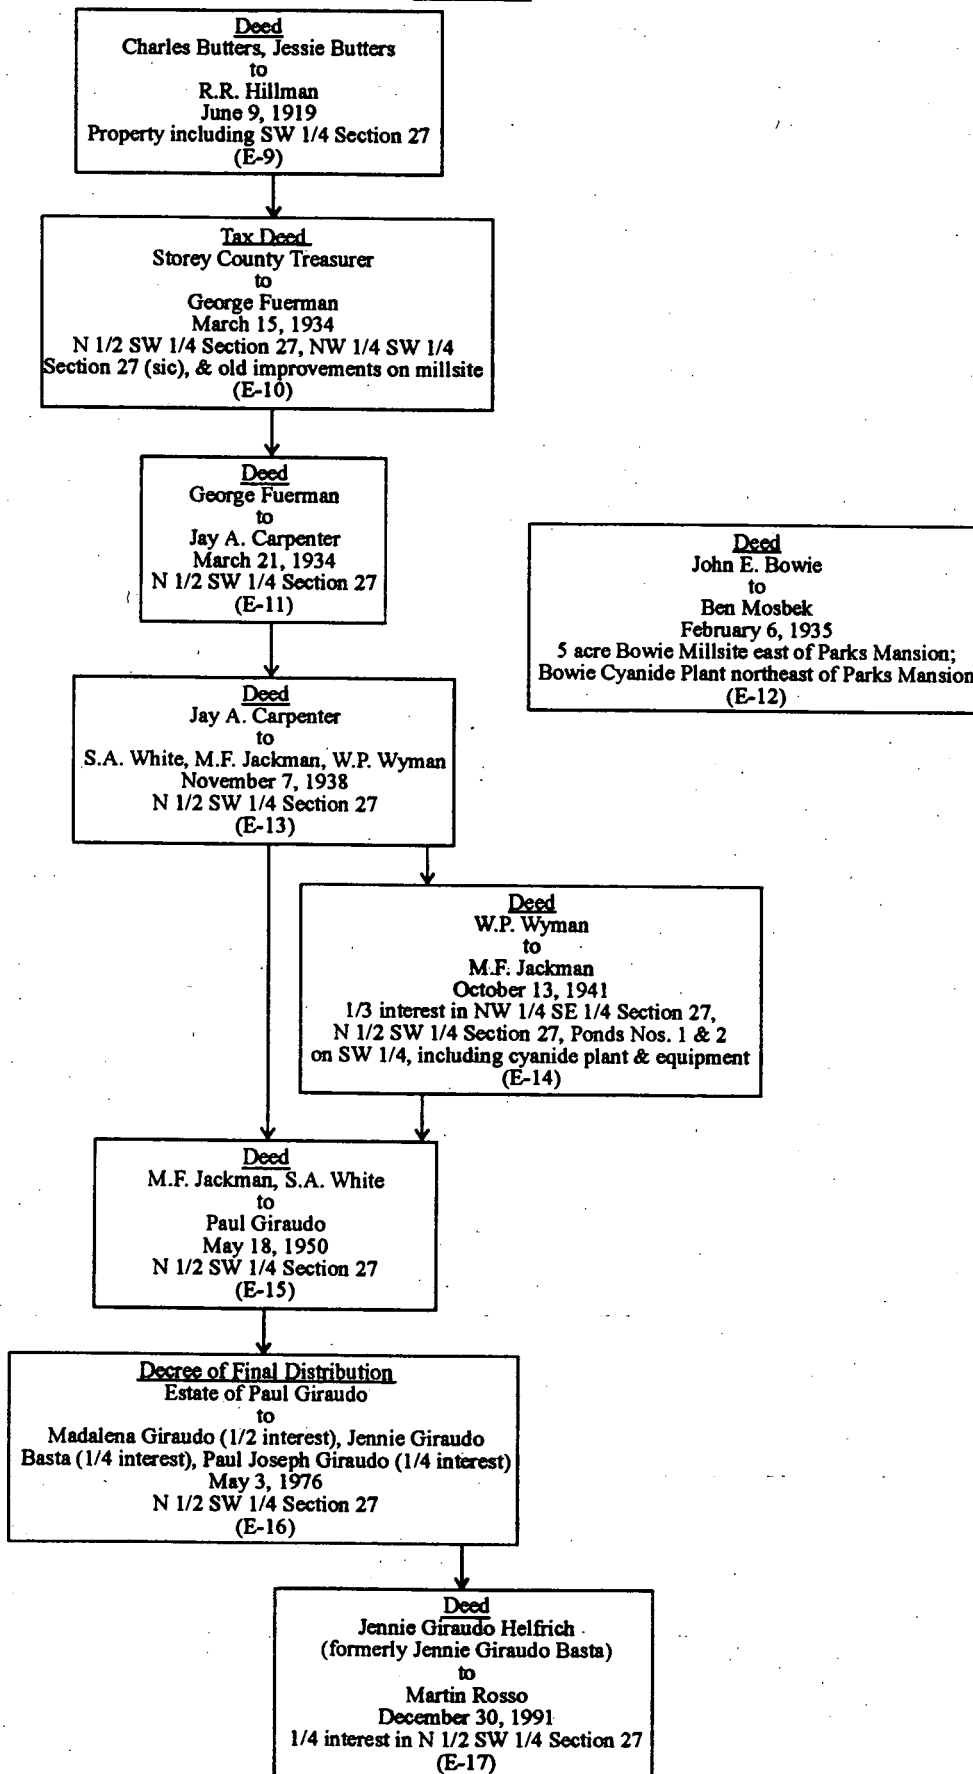 Deed
Charles Butters, Jessie Butters
to
R.R. Hillman
June 9, 1919
Property including SW 1/4 Section 27
(E-9)
Tax Deed
Storey County Treasurer
to
George Fuerman
March 15, 1934
N 1/2 SW 1/4 Section 27, NW 1/4 SW 1/4
Section 27 (sic), & old improvements on millsite
(E-10)
Deed
George Fuerman
to
Jay A. Carpenter
March 21, 1934
N 1/2 SW 1/4 Section 27
(E-11)
Deed
John E. Bowie
to
Ben Mosbek
February 6, 1935
5 acre Bowie Millsite east of Parks Mansion;
Bowie Cyanide Plant northeast of Parks Mansion
(E-12)
Deed
Jay A. Carpenter
to
S.A. White, M.F. Jackman, W.P. Wyman
November 7, 1938
N 1/2 SW 1/4 Section 27
(E-13)
Deed
W.P. Wyman
to
M.F. Jackman
October 13, 1941
1/3 interest in NW 1/4 SE 1/4 Section 27,
N 1/2 SW 1/4 Section 27, Ponds Nos. 1 & 2
on SW 1/4, including cyanide plant & equipment
(E-14)
Deed
M.F. Jackman, S.A. White
to
Paul Giraudo
May 18, 1950
N 1/2 SW 1/4 Section 27
(E-15)
Decree of Final Distribution
Estate of Paul Giraudo
to
Madalena Giraudo (1/2 interest), Jennie Giraudo
Basta (1/4 interest), Paul Joseph Giraudo (1/4 interest)
May 3, 1976
N 1/2 SW 1/4 Section 27
(E-16)
Deed
Jennie Giraudo Helfrich
(formerly Jennie Giraudo Basta)
to
Martin Rosso
December 30, 1991
1/4 interest in N 1/2 SW 1/4 Section 27
(E-17)